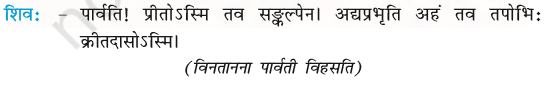 शिवः – पार्वति! प्रीतोऽस्मि तव सङ्कल्पेन। अद्यप्रभृति अहं तव तपोभिः
क्रीतदासोऽस्मि।
(विनतानना पार्वती विहसति)